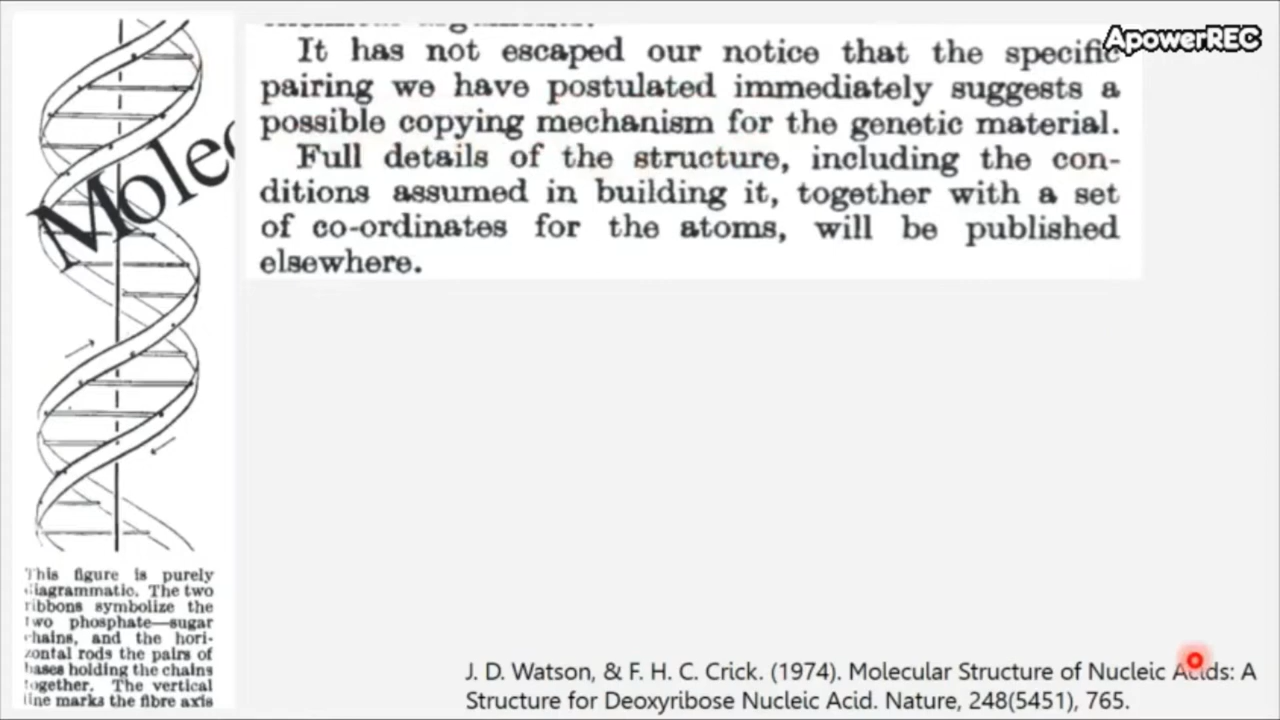 ApowerREC
It has not escaped our notice that the specific
pairing we have postulated immediately suggests a
possible copying mechanism for the genetic material.
Full details of the structure, including the con-
ditions assumed in building it, together with a set
of co-ordinates for the atoms, will be published
elsewhere.
Molec
This figure is purely
diagrammatic. The two
ribbons symbolize the
two phosphate—sugar
chains, and the hori-
zontal rods the pairs of
bases holding the chains
together. The vertical
line marks the fibre axis
J. D. Watson, & F. H. C. Crick. (1974). Molecular Structure of Nucleic Acids: A
Structure for Deoxyribose Nucleic Acid. Nature, 248(5451), 765.